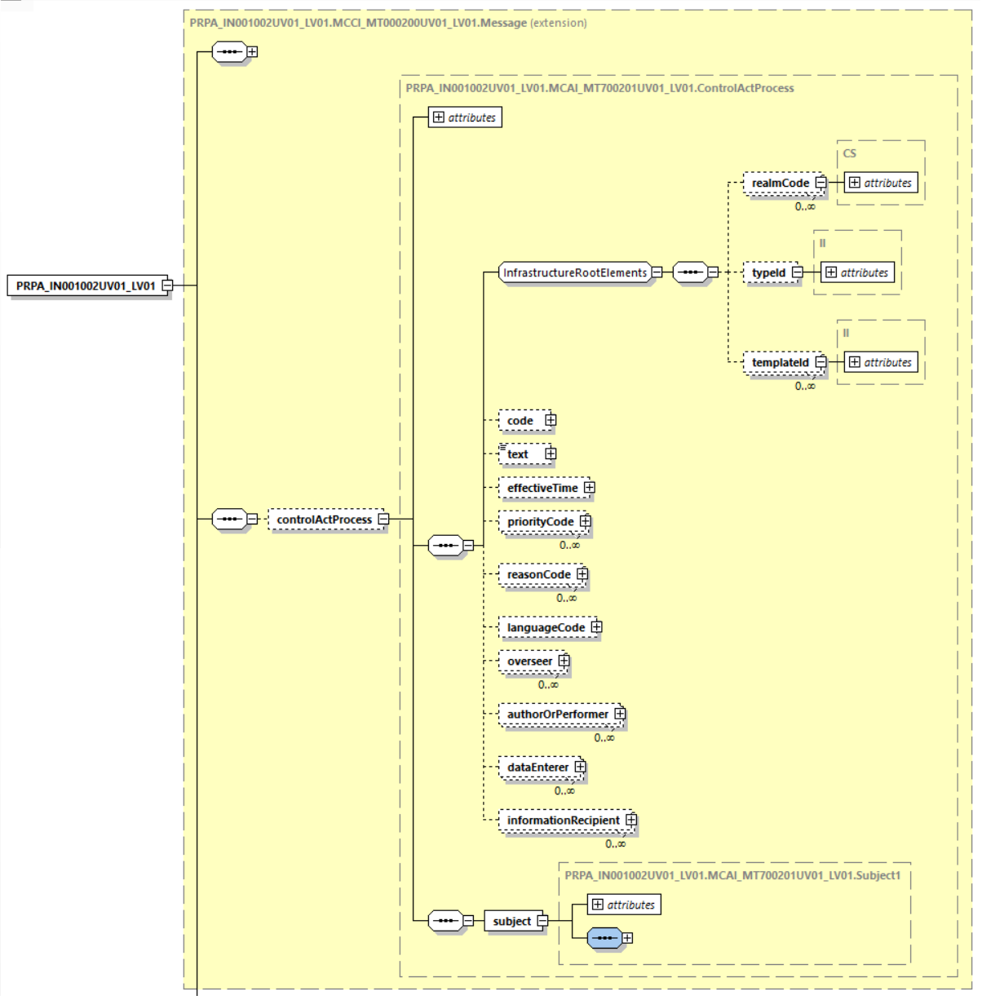 PRPA_IN001002UV01_LV01.MCCI_MT000200UV01_LV01.Message (extension)
PRPA_IN001002UV01_LV01.MCAI_MT700201UV01_LV01.ControlActProcess
attributes
CS
realmCode
attributes
0..∞
II
InfrastructureRootElements
typeId
attributes
PRPA_IN001002UV01_LV01
II
templateId
attributes
0..∞
code
text
effectiveTime
controlActProcess
priorityCode
0..∞
reasonCode
0..∞
languageCode
overseer
0..∞
authorOrPerformer
0..∞
dataEnterer
0..∞
informationRecipient
0..∞
PRPA_IN001002UV01_LV01.MCAI_MT700201UV01_LV01.Subject1
attributes
subject